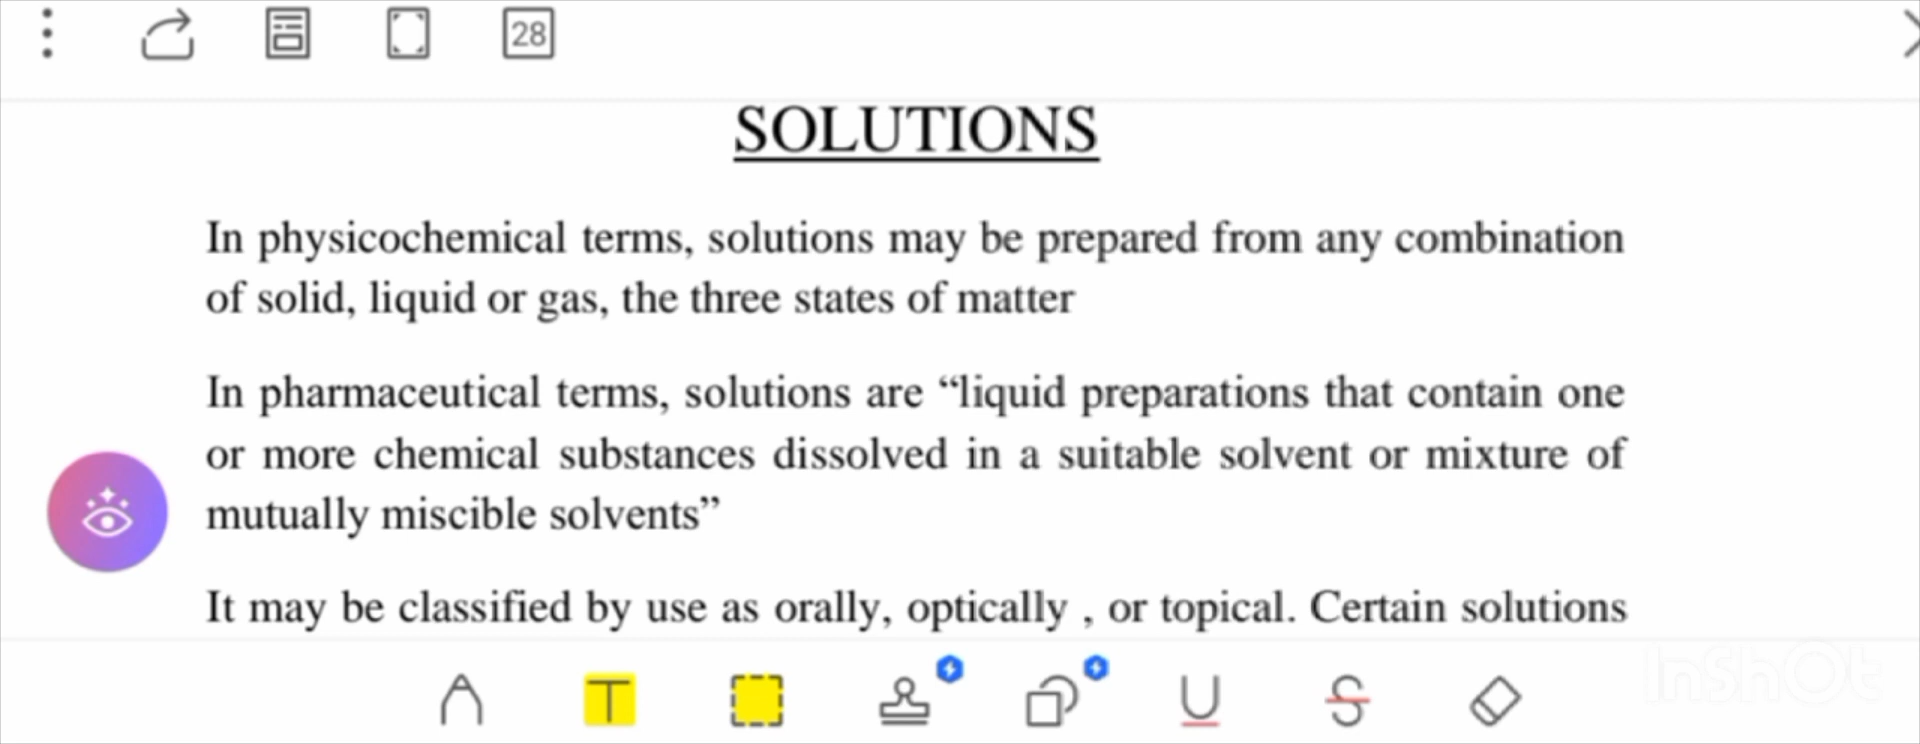 28
SOLUTIONS
In physicochemical terms, solutions may be prepared from any combination
of solid, liquid or gas, the three states of matter
In pharmaceutical terms, solutions are “liquid preparations that contain one
or more chemical substances dissolved in a suitable solvent or mixture of
mutually miscible solvents”
It may be classified by use as orally, optically , or topical. Certain solutions
T U S
InShOt